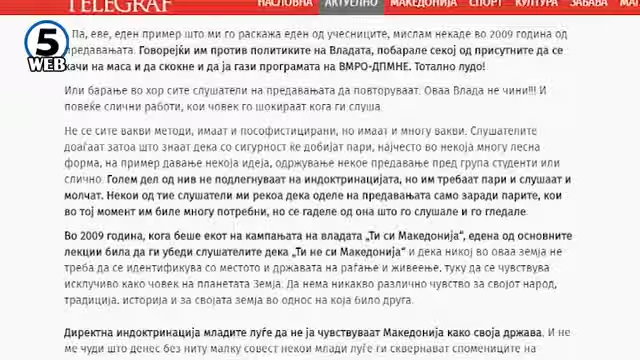 TELEGRAF
НАСЛОВНА АКТУЕЛНО МАКЕДОНИЈА СПОРТ КУЛТУРА ЗАБАВА МАГ
5
WEB
Па, еве, еден пример што ми го раскажа еден од учесниците, мислам некаде во 2009 година од
предавањата. Говорејќи им против политиките на Владата, побарале секој од присутните да се
качи на маса и да скокне и да ја гази програмата на ВМРО-ДПМНЕ. Тотално лудо!
Или барање во хор сите слушатели на предавањата да повторуваат. Оваа Влада не чини!!! И
повеќе слични работи, кои човек го шокираат кога ги слуша.
Не се сите вакви методи, имаат и пософистицирани, но имаат и многу вакви. Слушателите
доаѓаат затоа што знаат дека со сигурност ќе добијат пари, најчесто во некоја многу лесна
форма, на пример давање некоја идеја, одржување некое предавање пред група студенти или
слично. Голем дел од нив не подлегнуваат на индоктринацијата, но им требаат пари и слушаат и
молчат. Некои од тие слушатели ми рекоа дека оделе на предавањата само заради парите, кои
во тој момент им биле многу потребни, но се гаделе од она што го слушале и го гледале.
Во 2009 година, кога беше екот на кампањата на владата „Ти си Македонија“, едена од основните
лекции била да ги убеди слушателите дека „Ти не си Македонија“ и дека никој во оваа земја не
треба да се идентификува со местото и државата на раѓање и живеење, туку да се чувствува
исклучиво како човек на планетата Земја. Да нема никакво различно чувство за својот народ,
традиција, историја и за својата земја во однос на која било друга.
Директна индоктринација младите луѓе да не ја чувствуваат Македонија како своја држава. И не
ме чуди што денес без ниту малку совест некои млади луѓе ги сквернават спомениците на